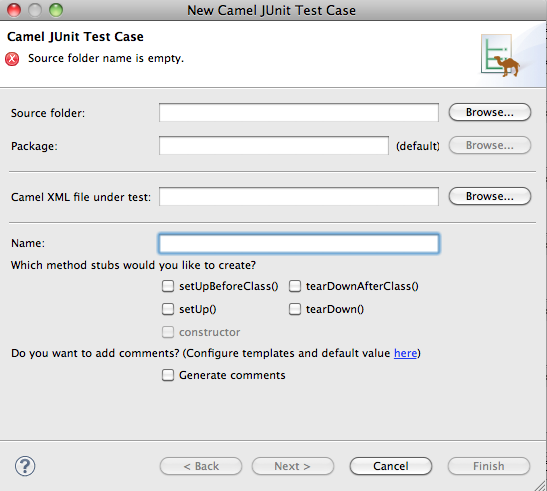 New Camel JUnit Test Case
Camel JUnit Test Case
Source folder name is empty.
Source folder: Browse...
Package: (default) Browse...
Camel XML file under test: Browse...
Name:
Which method stubs would you like to create?
setUpBeforeClass() tearDownAfterClass()
setUp() tearDown()
constructor
Do you want to add comments? (Configure templates and default value here)
Generate comments
? < Back Next > Cancel Finish